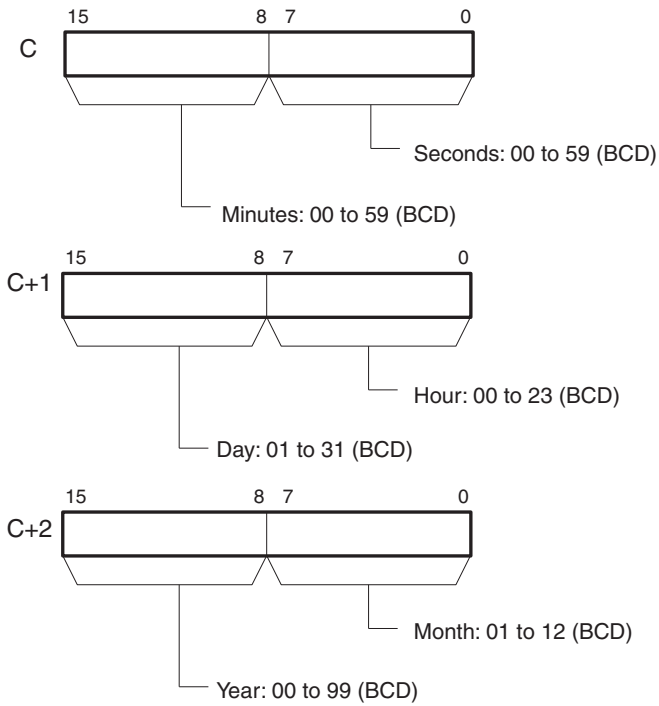 15 8 7 0
C
Seconds: 00 to 59 (BCD)
Minutes: 00 to 59 (BCD)
15 8 7 0
C+1
Hour: 00 to 23 (BCD)
Day: 01 to 31 (BCD)
15 8 7 0
C+2
Month: 01 to 12 (BCD)
Year: 00 to 99 (BCD)